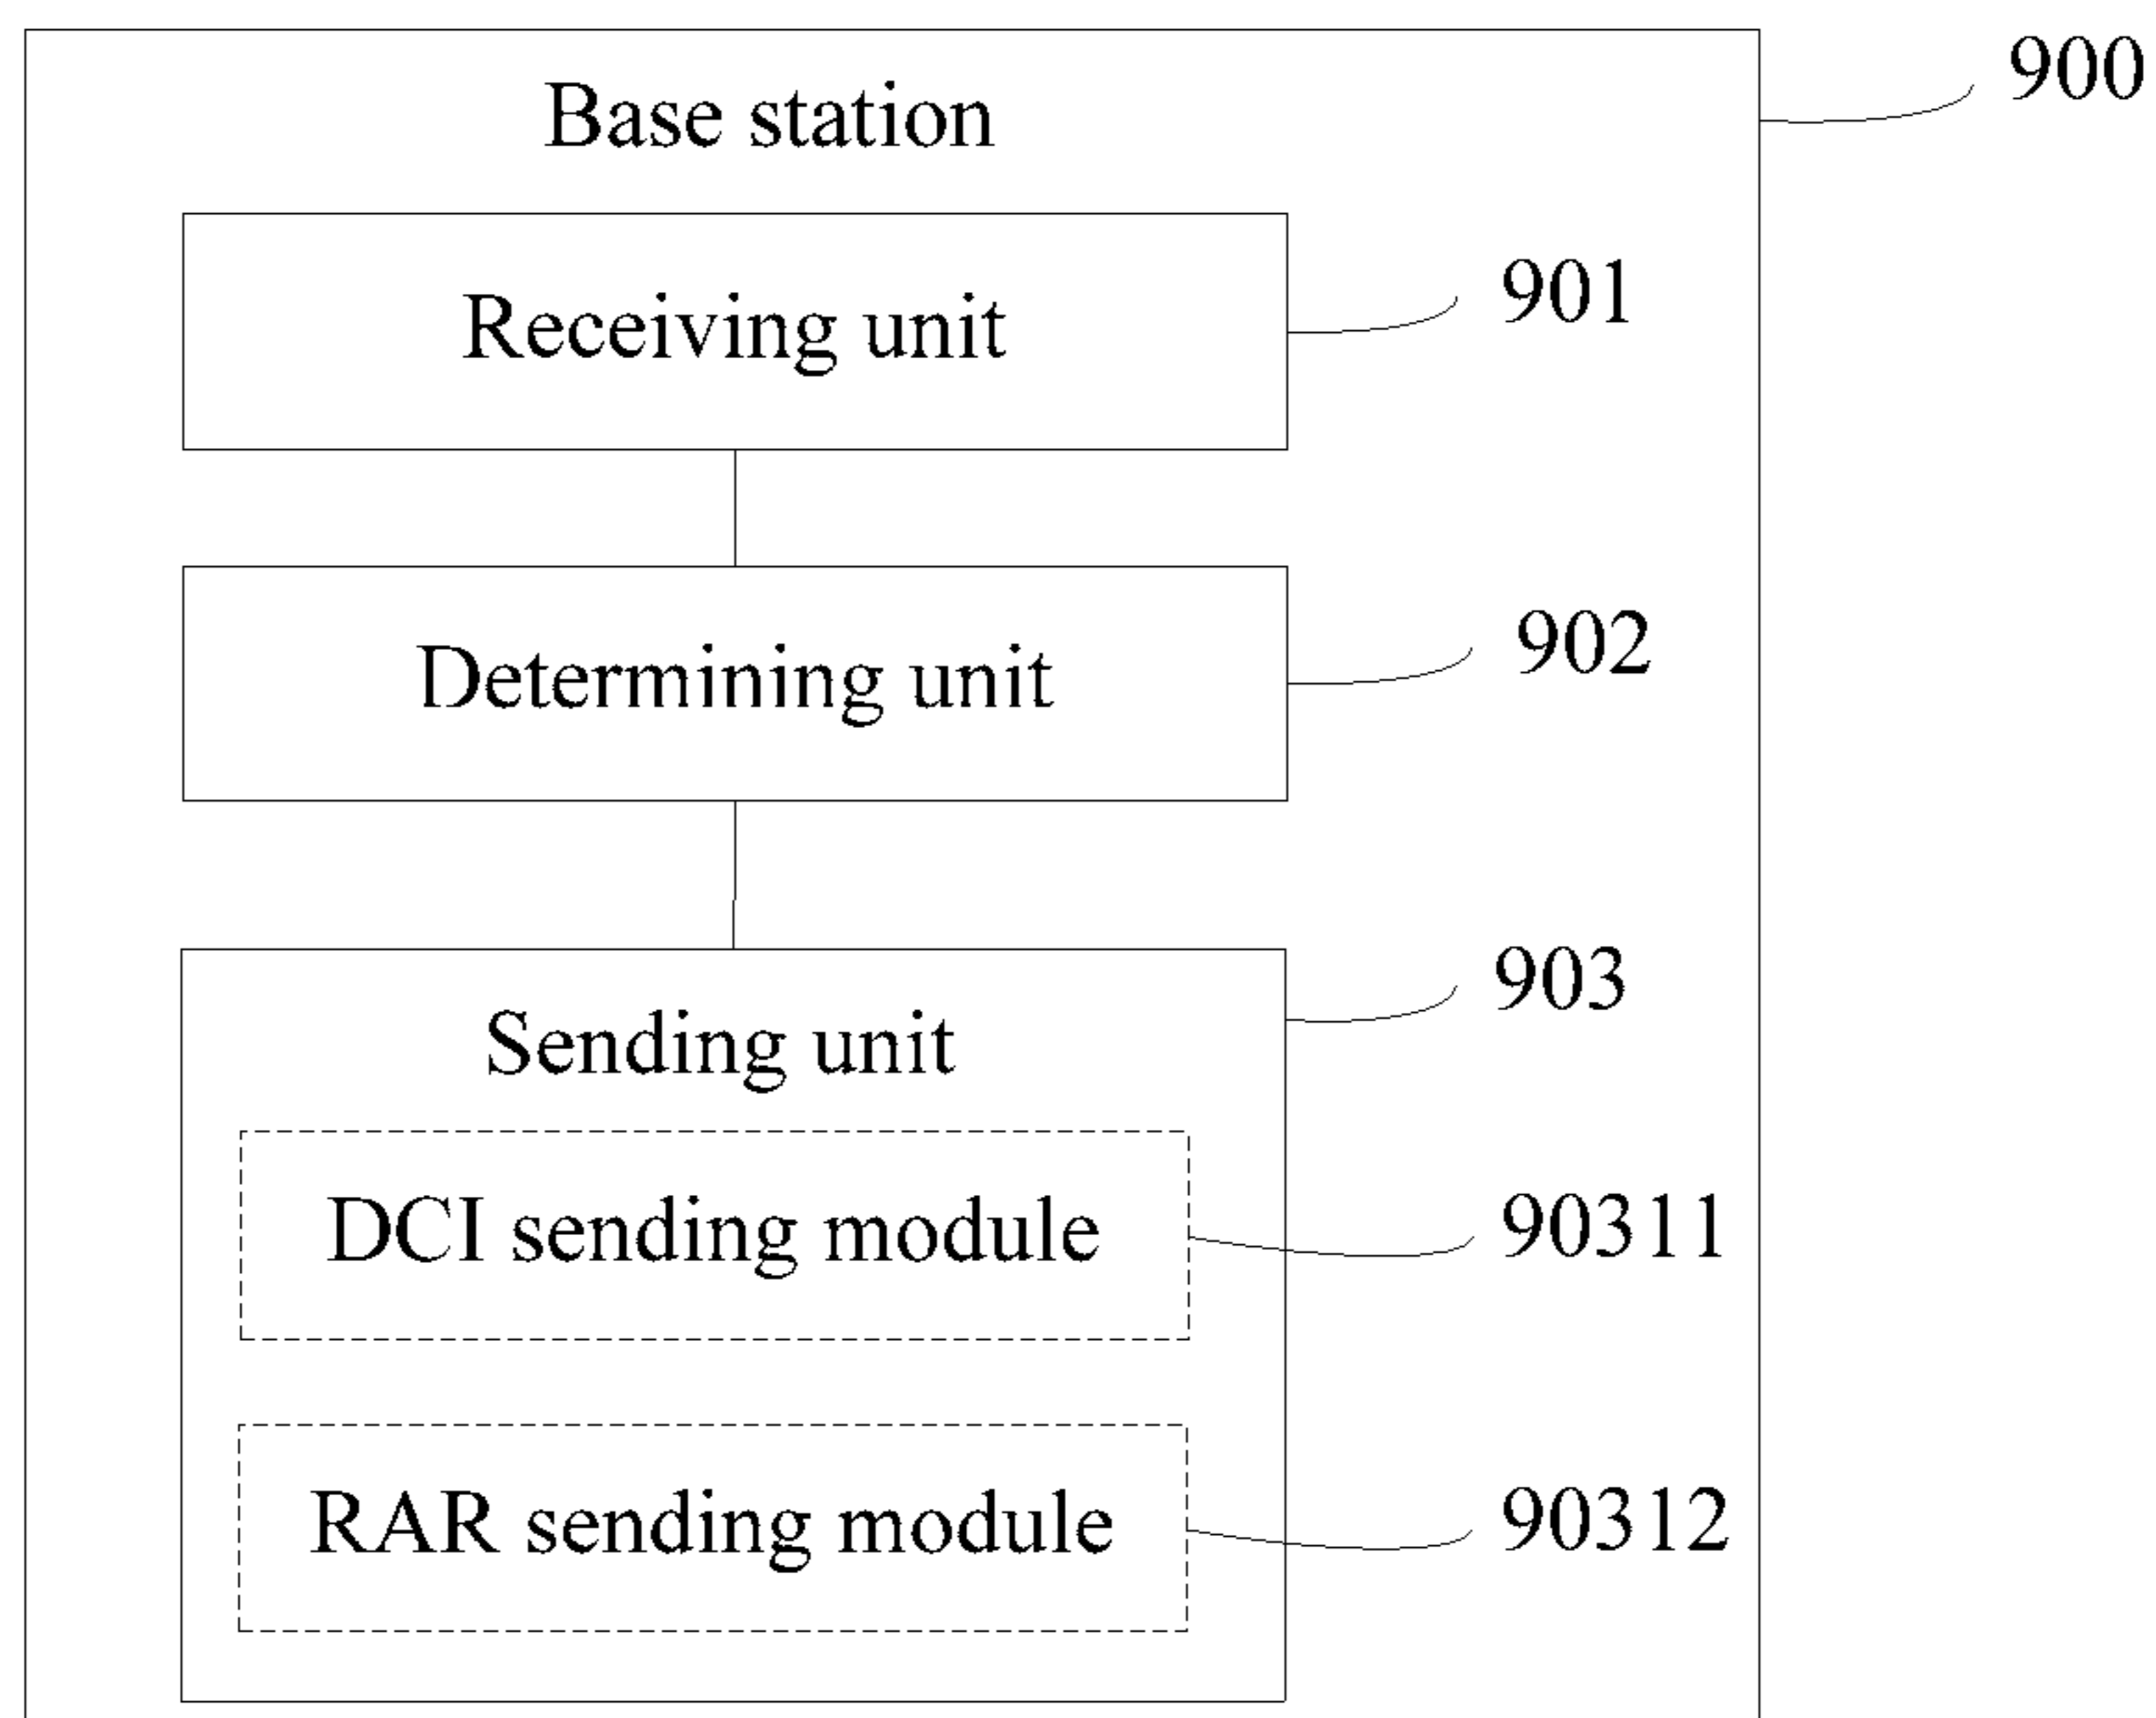 Base station
900
Receiving unit
901
Determining unit
902
Sending unit
903
DCI sending module
90311
RAR sending module
90312